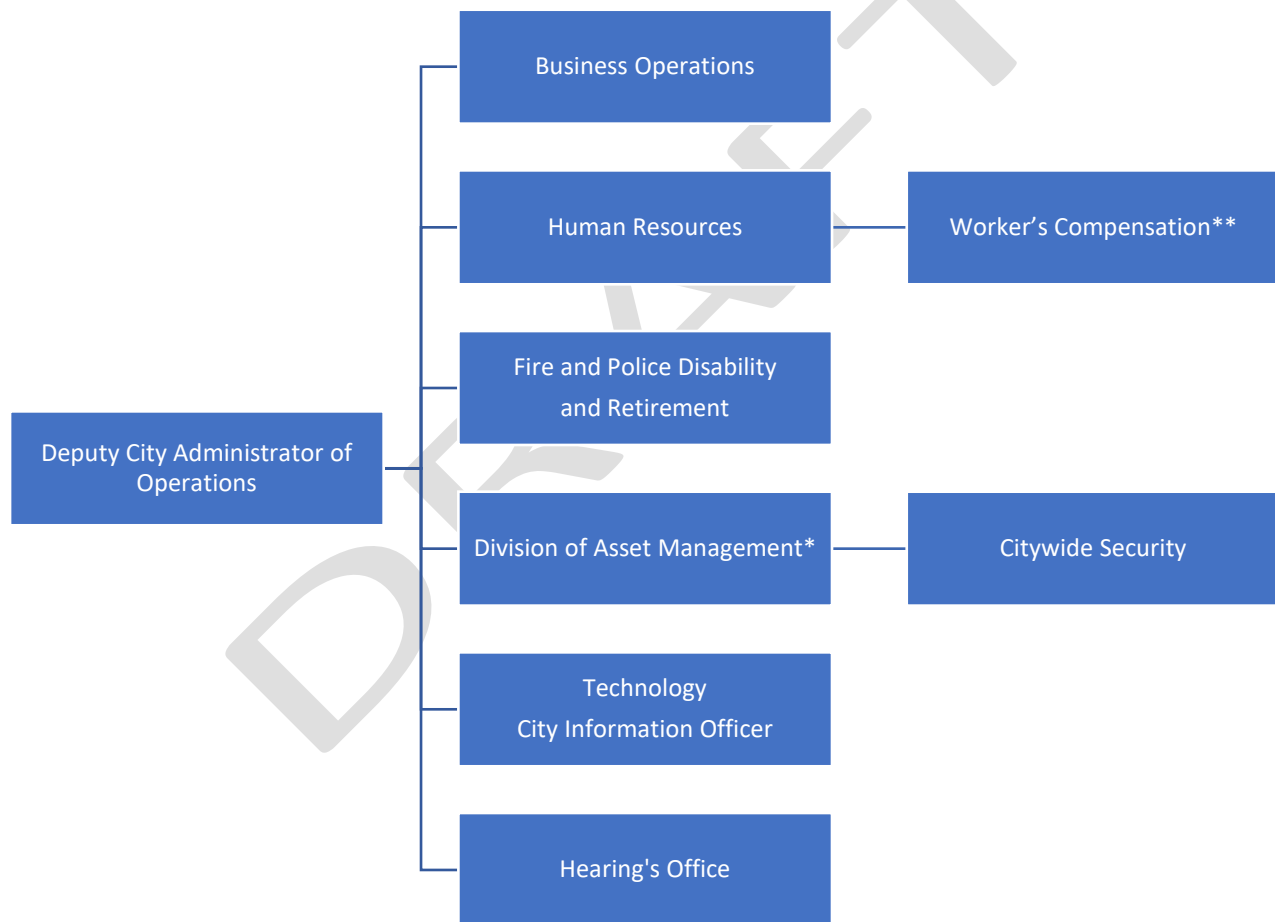 Business Operations
Human Resources
Worker’s Compensation**
Fire and Police Disability
and Retirement
Deputy City Administrator of
Operations
Division of Asset Management*
Citywide Security
Technology
City Information Officer
Hearing's Office
DRAFT